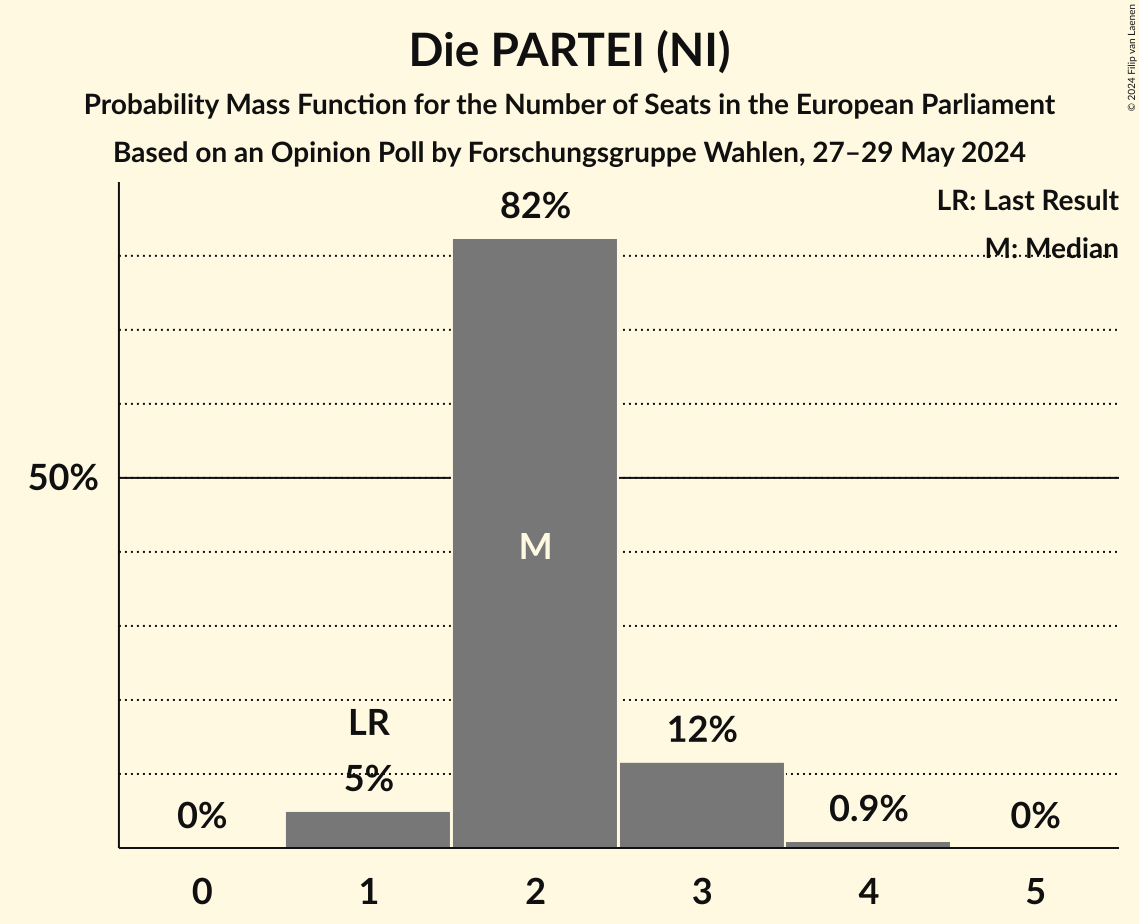 Die PARTEI (NI)
Probability Mass Function for the Number of Seats in the European Parliament
Based on an Opinion Poll by Forschungsgruppe Wahlen, 27–29 May 2024
© 2024 Filip van Laenen
LR: Last Result
M: Median
82%
50%
M
LR
5%
12%
0%
0.9%
0%
0 1 2 3 4 5